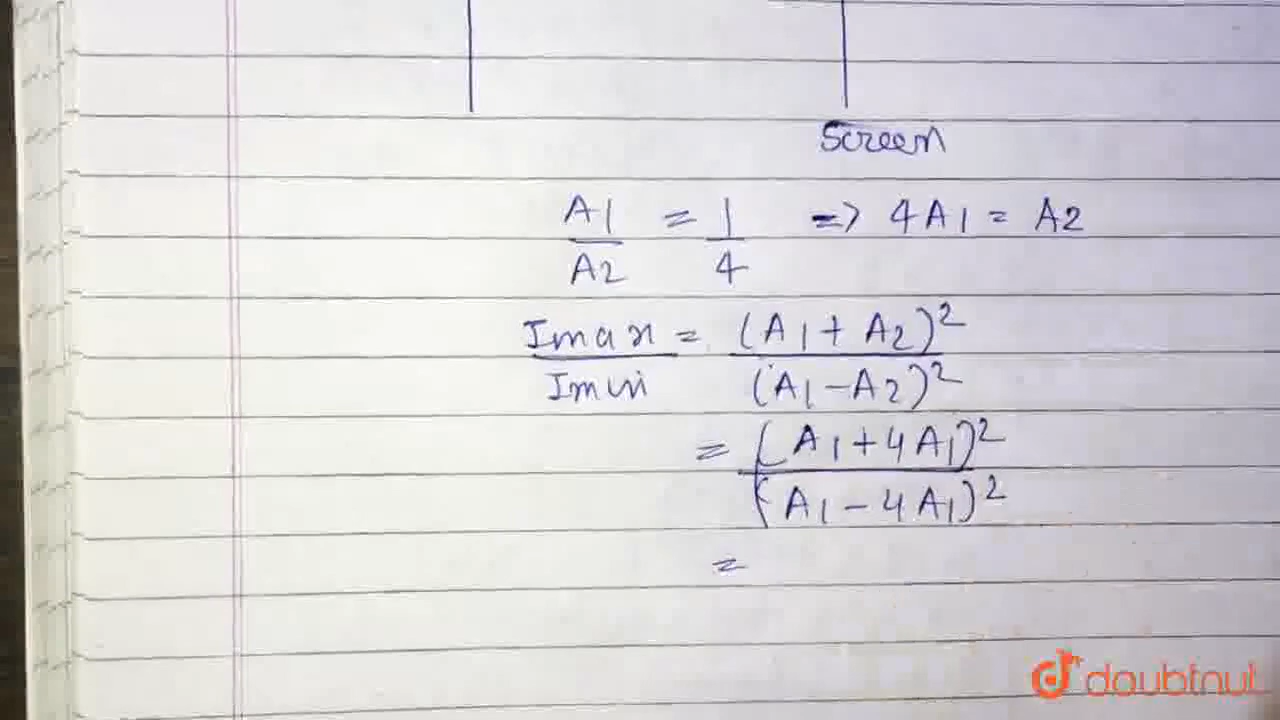 Screen
A1/A2 = 1/4 => 4A1 = A2
Imax/Imin = (A1 + A2)²/(A1 - A2)²
= (A1 + 4A1)²/(A1 - 4A1)²
=
doubtnut